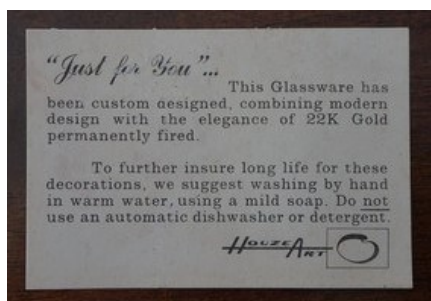 "Just for You"...
This Glassware has
been custom designed, combining modern
design with the elegance of 22K Gold
permanently fired.
To further insure long life for these
decorations, we suggest washing by hand
in warm water, using a mild soap. Do not
use an automatic dishwasher or detergent.
HOUZE ART